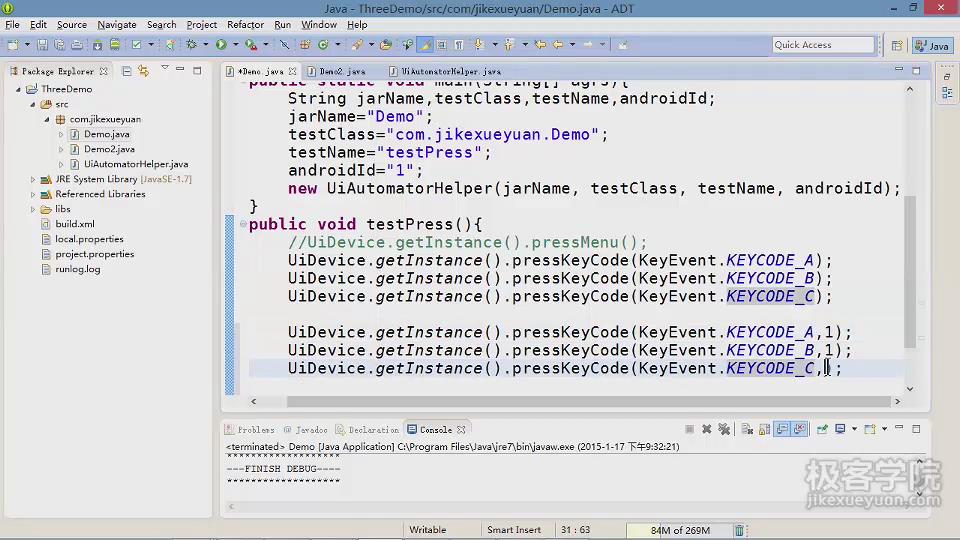 Java - ThreeDemo/src/com/jikexueyuan/Demo.java - ADT
File Edit Source Refactor Navigate Search Project Refactor Run Window Help
Quick Access
Java
Package Explorer
ThreeDemo
src
com.jikexueyuan
Demo.java
Demo2.java
UiAutomatorHelper.java
JRE System Library [JavaSE-1.7]
Referenced Libraries
libs
build.xml
local.properties
project.properties
runlog.log
*Demo.java Demo2.java UiAutomatorHelper.java
public static void main(String[] agrs){
String jarName,testClass,testName,androidId;
jarName="Demo";
testClass="com.jikexueyuan.Demo";
testName="testPress";
androidId="1";
new UiAutomatorHelper(jarName, testClass, testName, androidId);
}
public void testPress(){
//UiDevice.getInstance().pressMenu();
UiDevice.getInstance().pressKeyCode(KeyEvent.KEYCODE_A);
UiDevice.getInstance().pressKeyCode(KeyEvent.KEYCODE_B);
UiDevice.getInstance().pressKeyCode(KeyEvent.KEYCODE_C);
UiDevice.getInstance().pressKeyCode(KeyEvent.KEYCODE_A,1);
UiDevice.getInstance().pressKeyCode(KeyEvent.KEYCODE_B,1);
UiDevice.getInstance().pressKeyCode(KeyEvent.KEYCODE_C,);
Problems Javadoc Declaration Console
<terminated> Demo [Java Application] C:\Program Files\Java\jre7\bin\javaw.exe (2015-1-17 下午9:32:21)
*******************
---FINISH DEBUG----
*******************
Writable Smart Insert 31 : 63 84M of 269M
极客学院
jikexueyuan.com